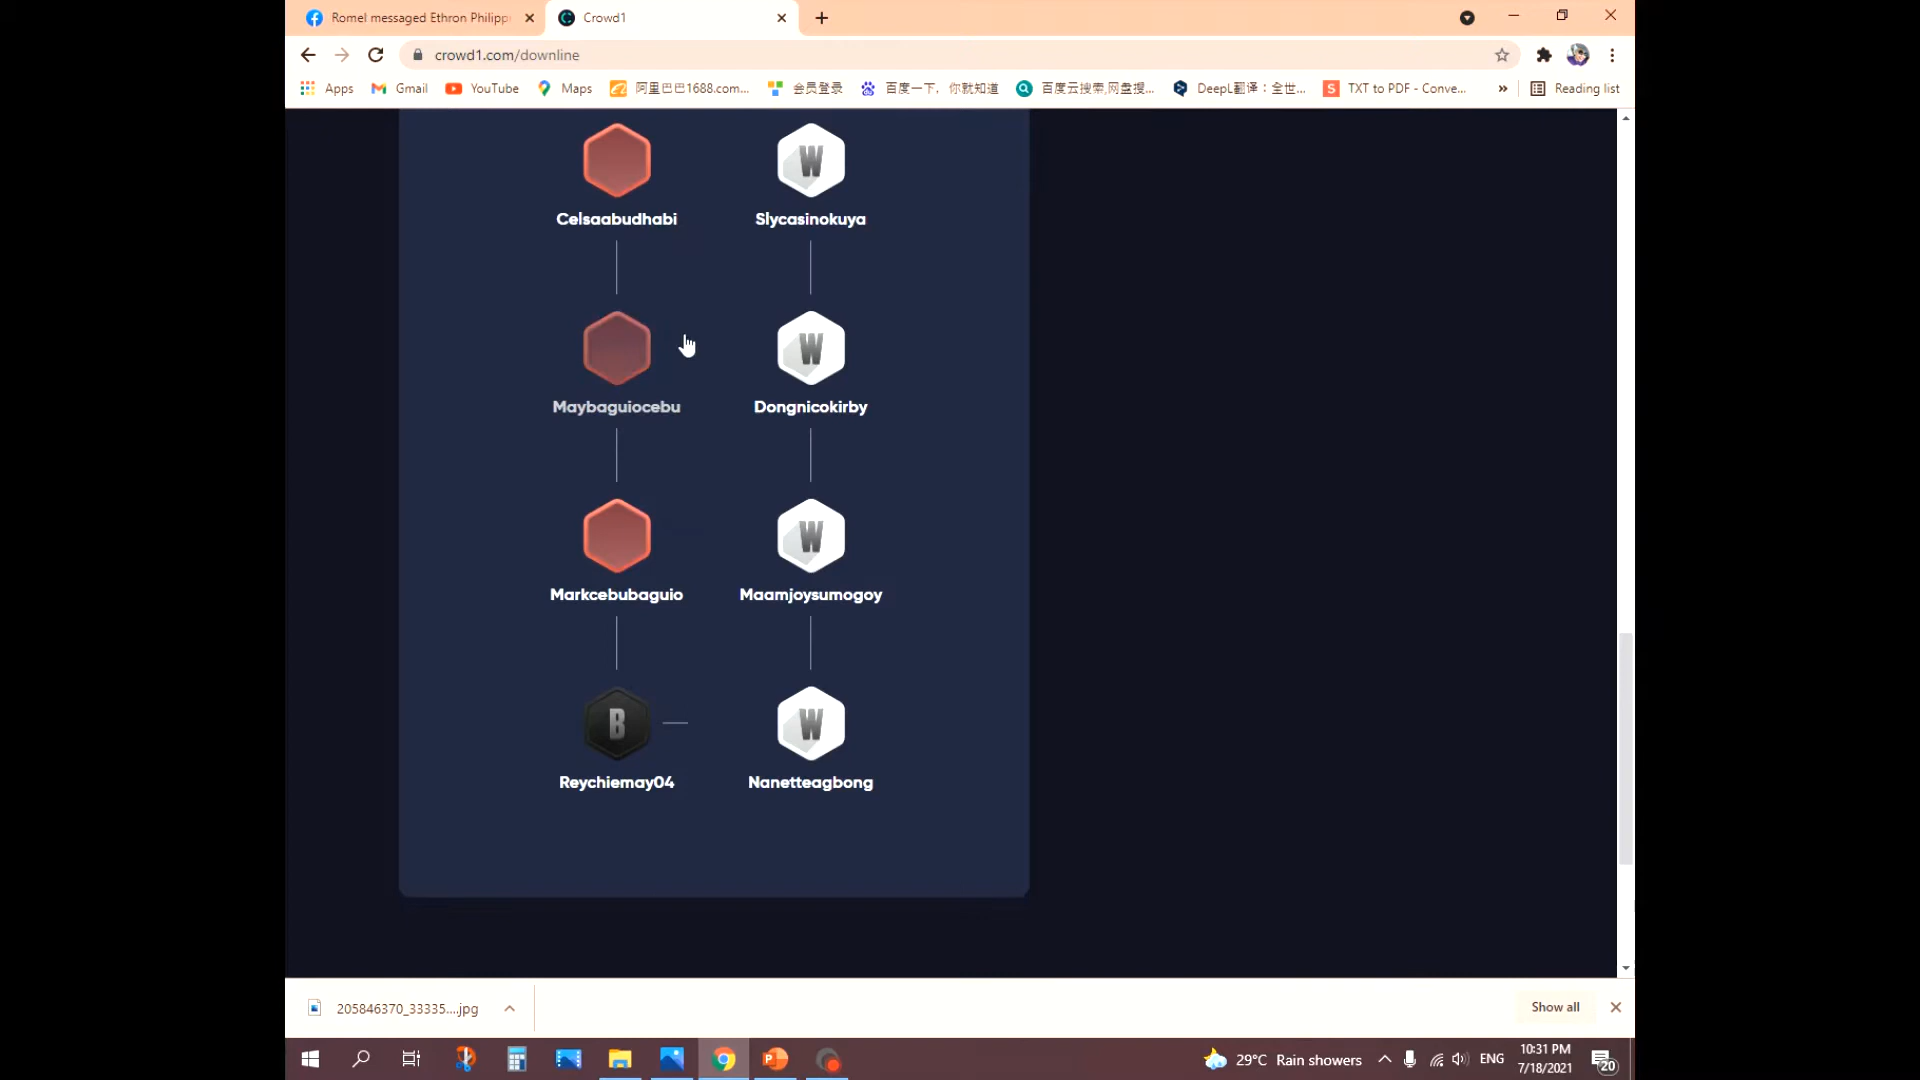 Romel messaged Ethron Philipp
Crowd1
crowd1.com/downline
Apps
Gmail
YouTube
Maps
阿里巴巴1688.com...
会员登录
百度一下，你就知道
百度云搜索,网盘搜...
DeepL翻译：全世...
S
TXT to PDF - Conve...
»
Reading list
W
Celsaabudhabi
Slycasinokuya
W
Maybaguiocebu
Dongnicokirby
W
Markcebubaguio
Maamjoysumogoy
B
W
Reychiemay04
Nanetteagbong
205846370_33335....jpg
Show all
29°C Rain showers
ENG
10:31 PM
7/18/2021
20